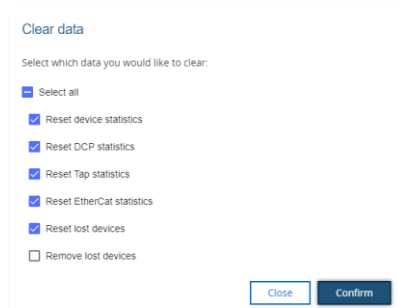 Clear data
Select which data you would like to clear:
Select all
Reset device statistics
Reset DCP statistics
Reset Tap statistics
Reset EtherCat statistics
Reset lost devices
Remove lost devices
Close Confirm